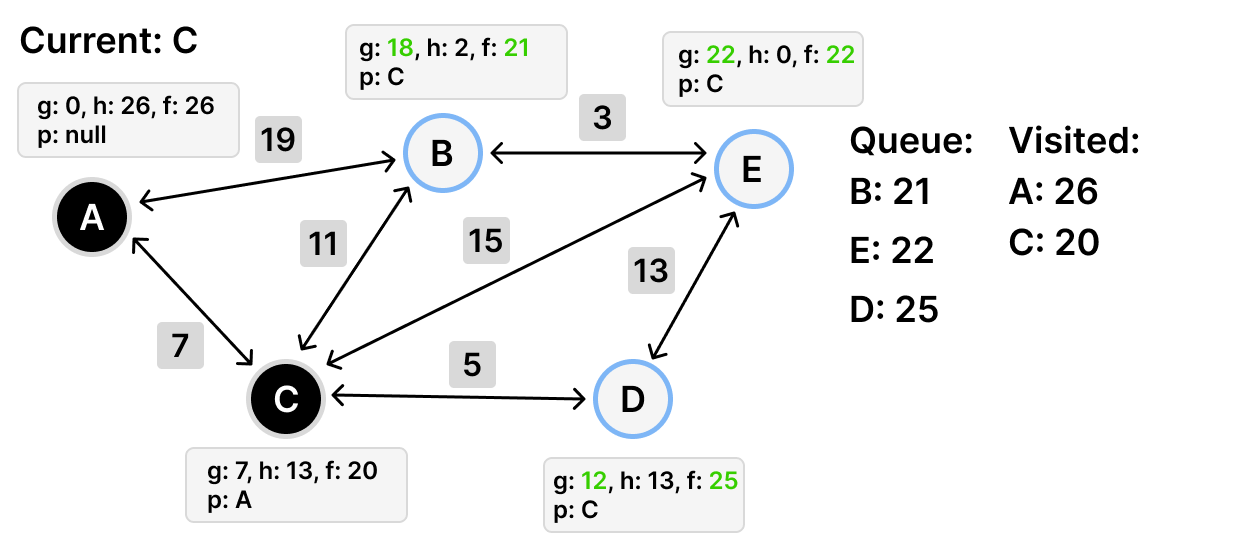 Current: C
g: 18, h: 2, f: 21
p: C
g: 22, h: 0, f: 22
p: C
g: 0, h: 26, f: 26
p: null
19
3
B
E
A
Queue:
B: 21
E: 22
D: 25
Visited:
A: 26
C: 20
11
15
13
7
5
C
D
g: 7, h: 13, f: 20
p: A
g: 12, h: 13, f: 25
p: C